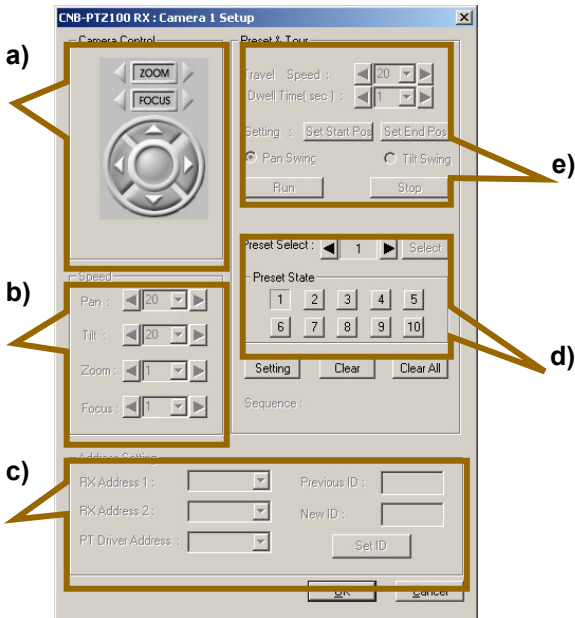 CNB-PTZ100 RX : Camera 1 Setup
a)
Camera Control
ZOOM
FOCUS
b)
Speed
Pan : 20
Tilt : 20
Zoom : 1
Focus : 1
Preset & Tour
Travel Speed : 20
Dwell Time( sec ) : 1
Setting : Set Start Pos Set End Pos
Pan Swing Tilt Swing
Run Stop
e)
Preset Select : 1 Select
Preset State
1 2 3 4 5
6 7 8 9 10
d)
Setting Clear Clear All
Sequence :
c)
Address Setting
RX Address 1 : Previous ID :
RX Address 2 : New ID :
PT Driver Address : Set ID
OK Cancel